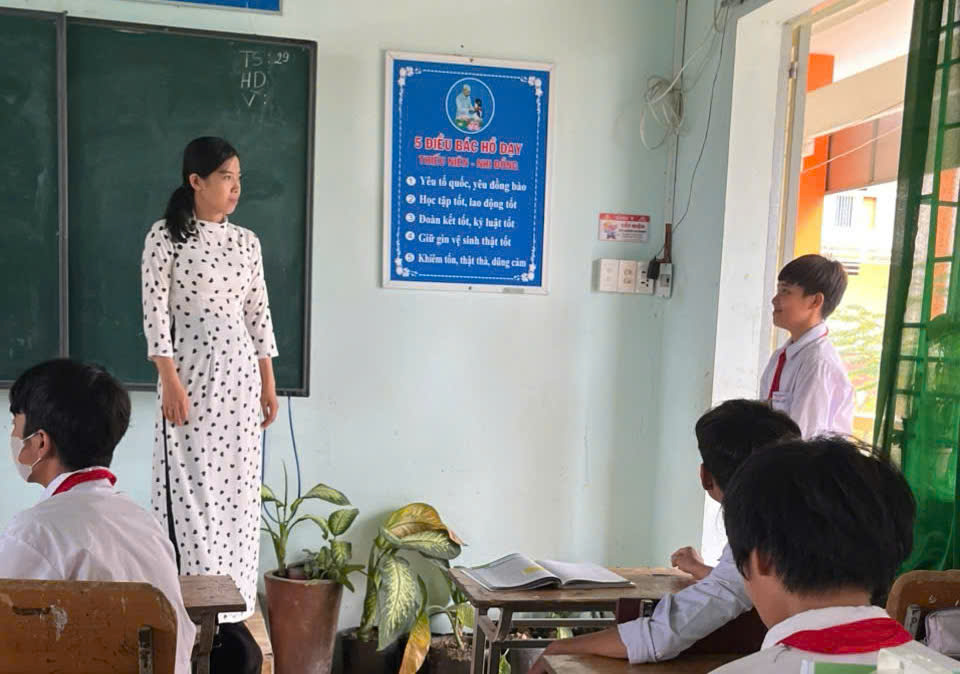 TS: 29
HD
V:
5 ĐIỀU BÁC HỒ DẠY
THIẾU NIÊN - NHI ĐỒNG
1 Yêu tổ quốc, yêu đồng bào
2 Học tập tốt, lao động tốt
3 Đoàn kết tốt, kỷ luật tốt
4 Giữ gìn vệ sinh thật tốt
5 Khiêm tốn, thật thà, dũng cảm